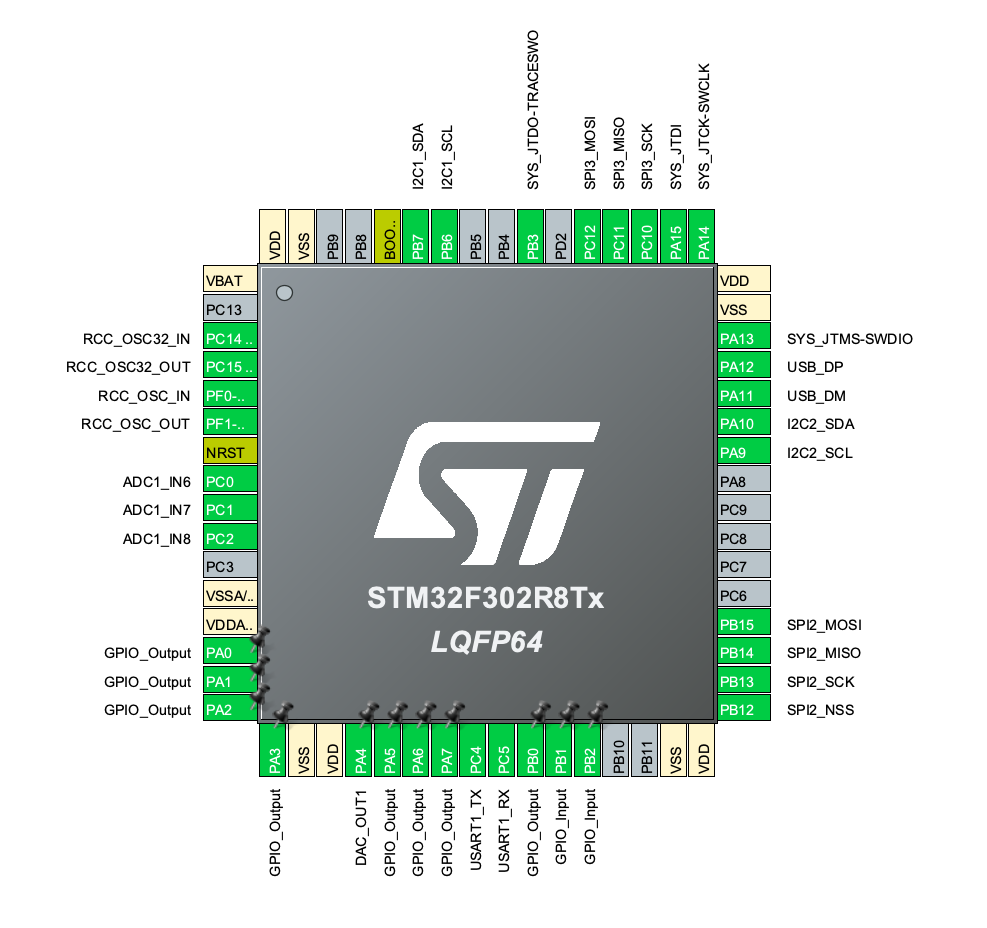 SYS_JTDO-TRACESWO
SYS_JTCK-SWCLK
I2C1_SDA
I2C1_SCL
SPI3_MOSI
SPI3_MISO
SPI3_SCK
SYS_JTDI
VDD
VSS
PB9
PB8
BOO..
PB7
PB6
PB5
PB4
PB3
PD2
PC12
PC11
PC10
PA15
PA14
VBAT
PC13
RCC_OSC32_IN PC14 ..
RCC_OSC32_OUT PC15 ..
RCC_OSC_IN PF0-..
RCC_OSC_OUT PF1-..
NRST
ADC1_IN6 PC0
ADC1_IN7 PC1
ADC1_IN8 PC2
PC3
VSSA/..
VDDA..
GPIO_Output PA0
GPIO_Output PA1
GPIO_Output PA2
ST
STM32F302R8Tx
LQFP64
VDD
VSS
PA13 SYS_JTMS-SWDIO
PA12 USB_DP
PA11 USB_DM
PA10 I2C2_SDA
PA9 I2C2_SCL
PA8
PC9
PC8
PC7
PC6
PB15 SPI2_MOSI
PB14 SPI2_MISO
PB13 SPI2_SCK
PB12 SPI2_NSS
PA3
VSS
VDD
PA4
PA5
PA6
PA7
PC4
PC5
PB0
PB1
PB2
PB10
PB11
VSS
VDD
GPIO_Output
DAC_OUT1
GPIO_Output
GPIO_Output
GPIO_Output
USART1_TX
USART1_RX
GPIO_Output
GPIO_Input
GPIO_Input